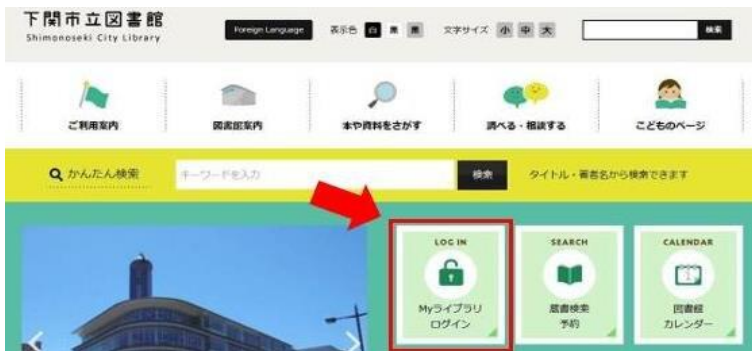 下関市立図書館
Shimonoseki City Library
Foreign Language 表示色 白 黒 黒 文字サイズ 小 中 大 検索
ご利用案内 図書館案内 本や資料をさがす 調べる・相談する こどものページ
かんたん検索 キーワードを入力 検索 タイトル・著者名から検索できます
LOG IN SEARCH CALENDAR
Myライブラリ 蔵書検索 図書館
ログイン 予約 カレンダー